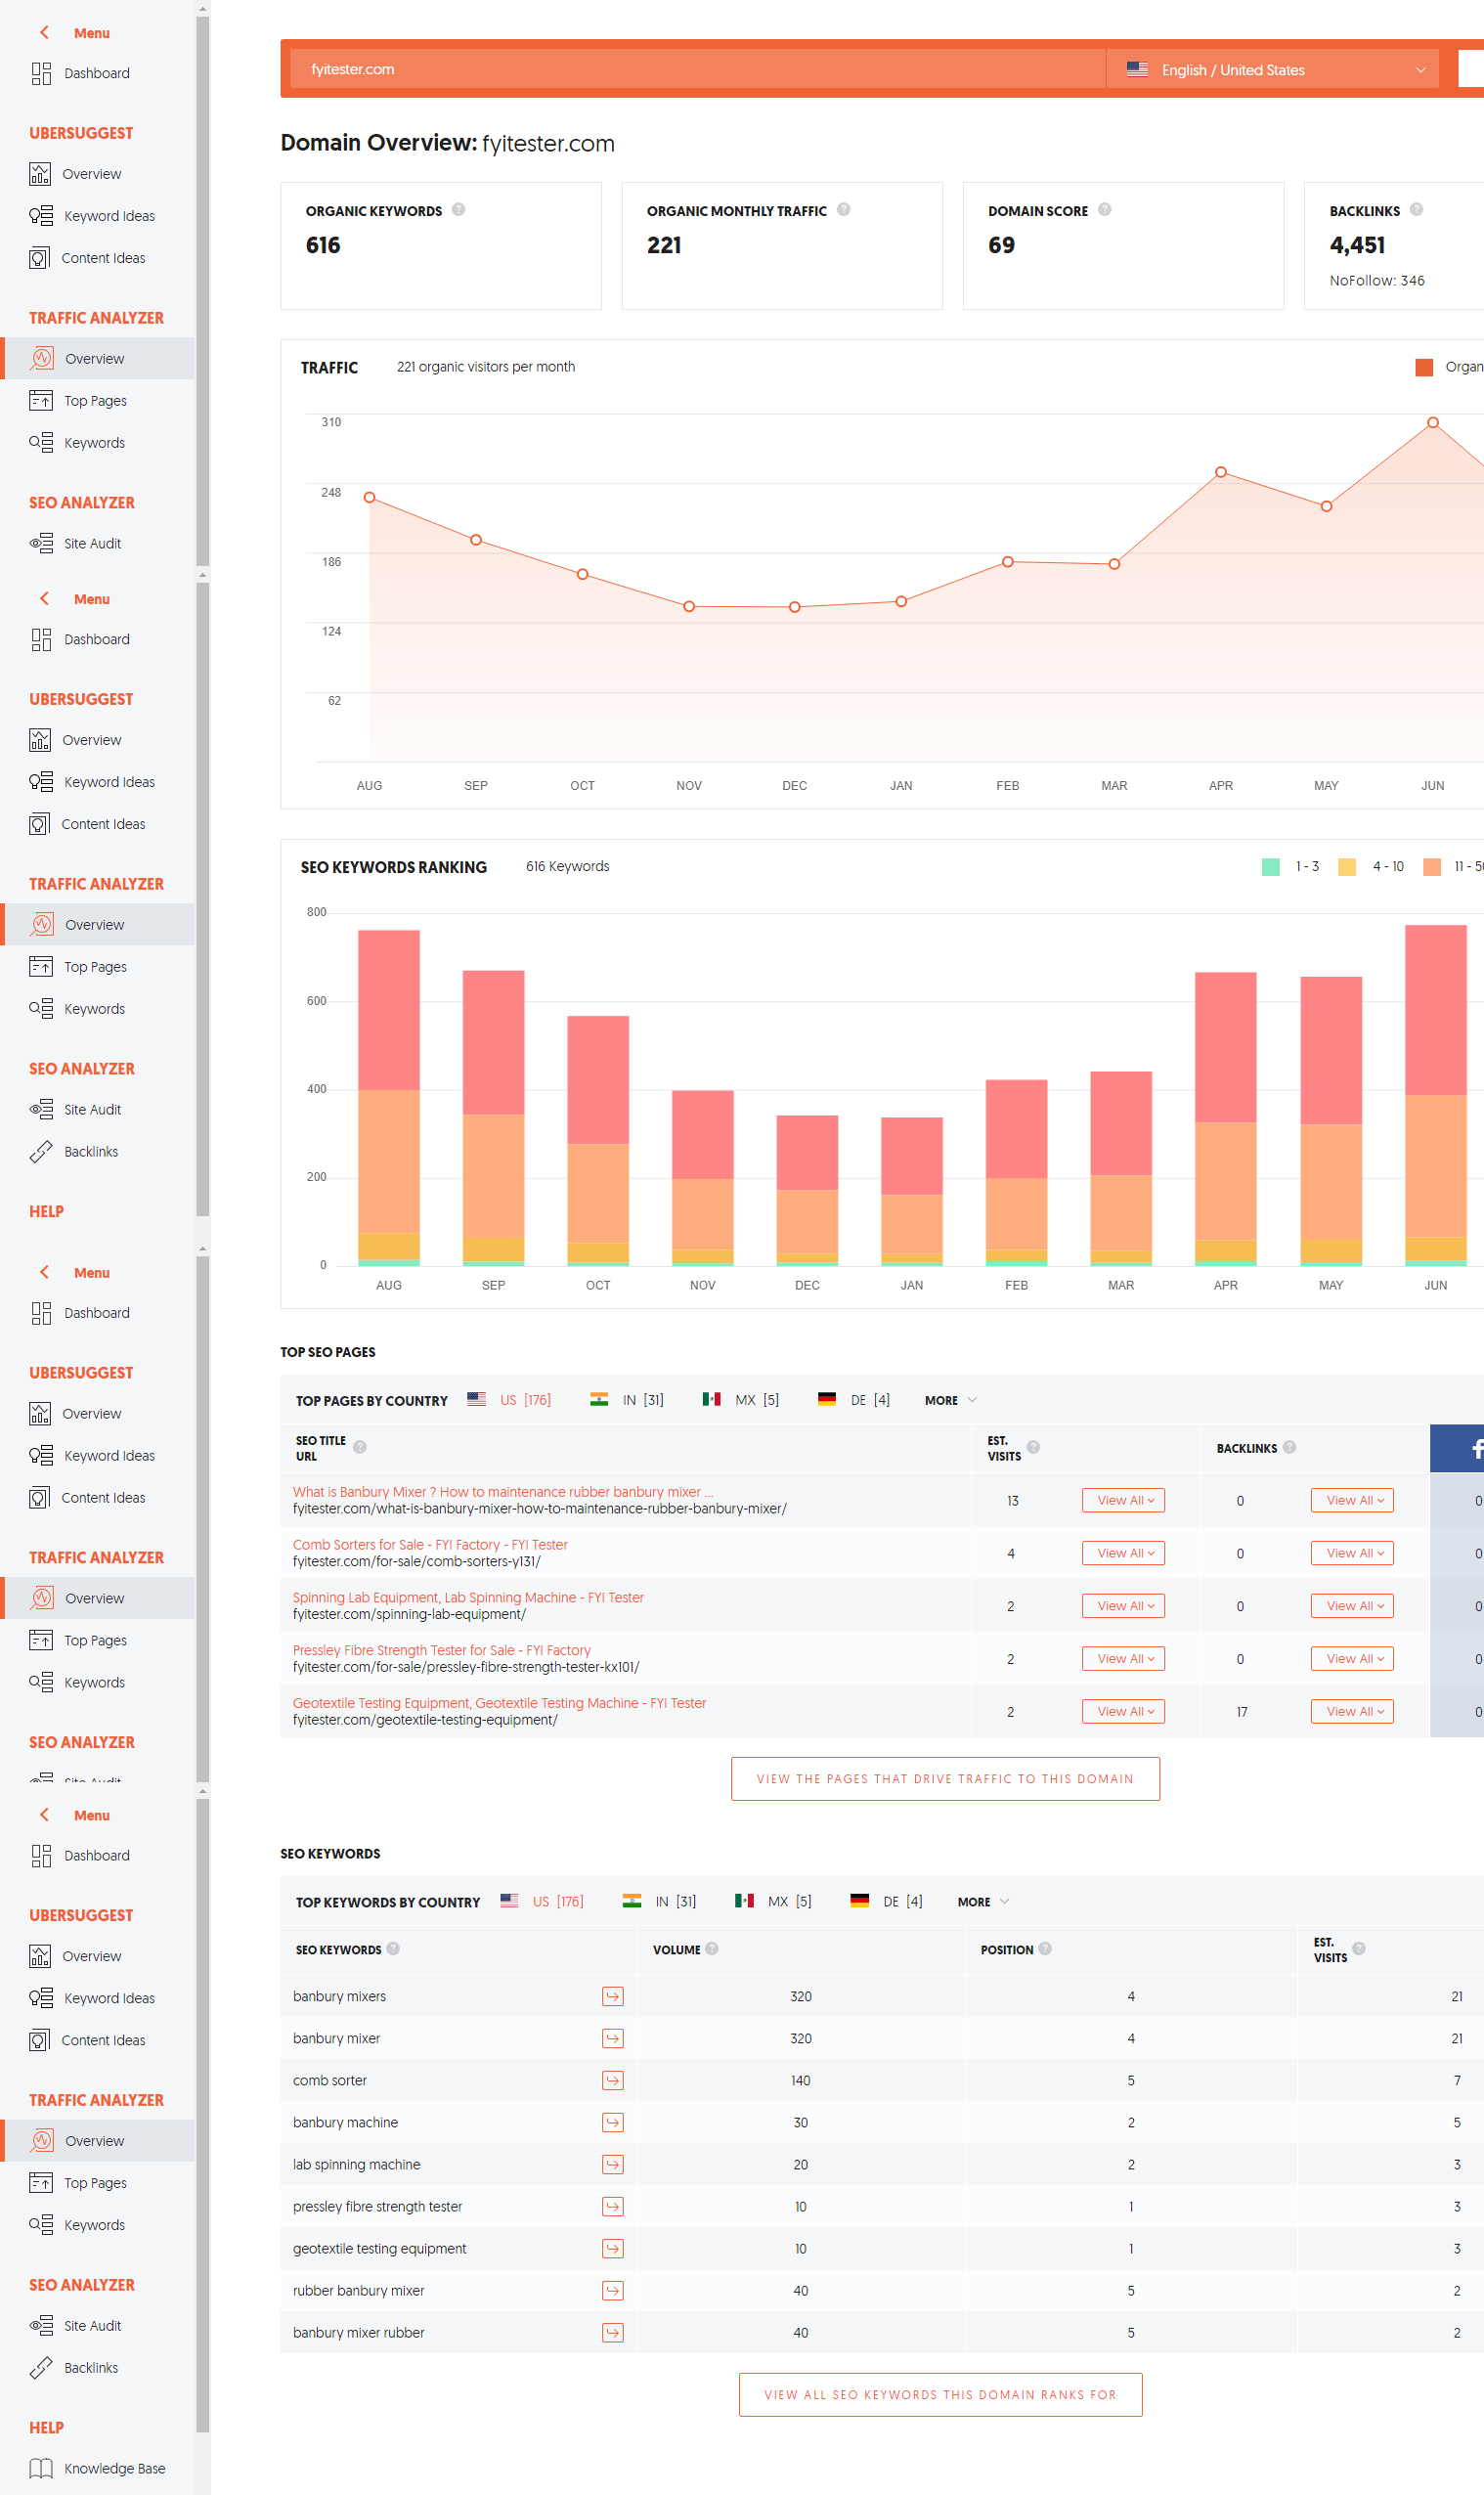 Menu
Dashboard
UBERSUGGEST
Overview
Keyword Ideas
Content Ideas
TRAFFIC ANALYZER
Overview
Top Pages
Keywords
SEO ANALYZER
Site Audit
Menu
Dashboard
UBERSUGGEST
Overview
Keyword Ideas
Content Ideas
TRAFFIC ANALYZER
Overview
Top Pages
Keywords
SEO ANALYZER
Site Audit
Backlinks
HELP
Menu
Dashboard
UBERSUGGEST
Overview
Keyword Ideas
Content Ideas
TRAFFIC ANALYZER
Overview
Top Pages
Keywords
SEO ANALYZER
Site Audit
Menu
Dashboard
UBERSUGGEST
Overview
Keyword Ideas
Content Ideas
TRAFFIC ANALYZER
Overview
Top Pages
Keywords
SEO ANALYZER
Site Audit
Backlinks
HELP
Knowledge Base
fyitester.com English / United States
Domain Overview: fyitester.com
ORGANIC KEYWORDS ? ORGANIC MONTHLY TRAFFIC ? DOMAIN SCORE ? BACKLINKS ?
616 221 69 4,451
NoFollow: 346
TRAFFIC 221 organic visitors per month Organ
310
248
186
124
62
AUG SEP OCT NOV DEC JAN FEB MAR APR MAY JUN
SEO KEYWORDS RANKING 616 Keywords 1 - 3 4 - 10 11 - 50
800
600
400
200
0
AUG SEP OCT NOV DEC JAN FEB MAR APR MAY JUN
TOP SEO PAGES
TOP PAGES BY COUNTRY US [176] IN [31] MX [5] DE [4] MORE
SEO TITLE URL ? EST. VISITS ? BACKLINKS ? f
What is Banbury Mixer ? How to maintenance rubber banbury mixer ...
fyitester.com/what-is-banbury-mixer-how-to-maintenance-rubber-banbury-mixer/
13 View All 0 View All 0
Comb Sorters for Sale - FYI Factory - FYI Tester
fyitester.com/for-sale/comb-sorters-y131/
4 View All 0 View All 0
Spinning Lab Equipment, Lab Spinning Machine - FYI Tester
fyitester.com/spinning-lab-equipment/
2 View All 0 View All 0
Pressley Fibre Strength Tester for Sale - FYI Factory
fyitester.com/for-sale/pressley-fibre-strength-tester-kx101/
2 View All 0 View All 0
Geotextile Testing Equipment, Geotextile Testing Machine - FYI Tester
fyitester.com/geotextile-testing-equipment/
2 View All 17 View All 0
VIEW THE PAGES THAT DRIVE TRAFFIC TO THIS DOMAIN
SEO KEYWORDS
TOP KEYWORDS BY COUNTRY US [176] IN [31] MX [5] DE [4] MORE
SEO KEYWORDS ? VOLUME ? POSITION ? EST. VISITS ?
banbury mixers 320 4 21
banbury mixer 320 4 21
comb sorter 140 5 7
banbury machine 30 2 5
lab spinning machine 20 2 3
pressley fibre strength tester 10 1 3
geotextile testing equipment 10 1 3
rubber banbury mixer 40 5 2
banbury mixer rubber 40 5 2
VIEW ALL SEO KEYWORDS THIS DOMAIN RANKS FOR